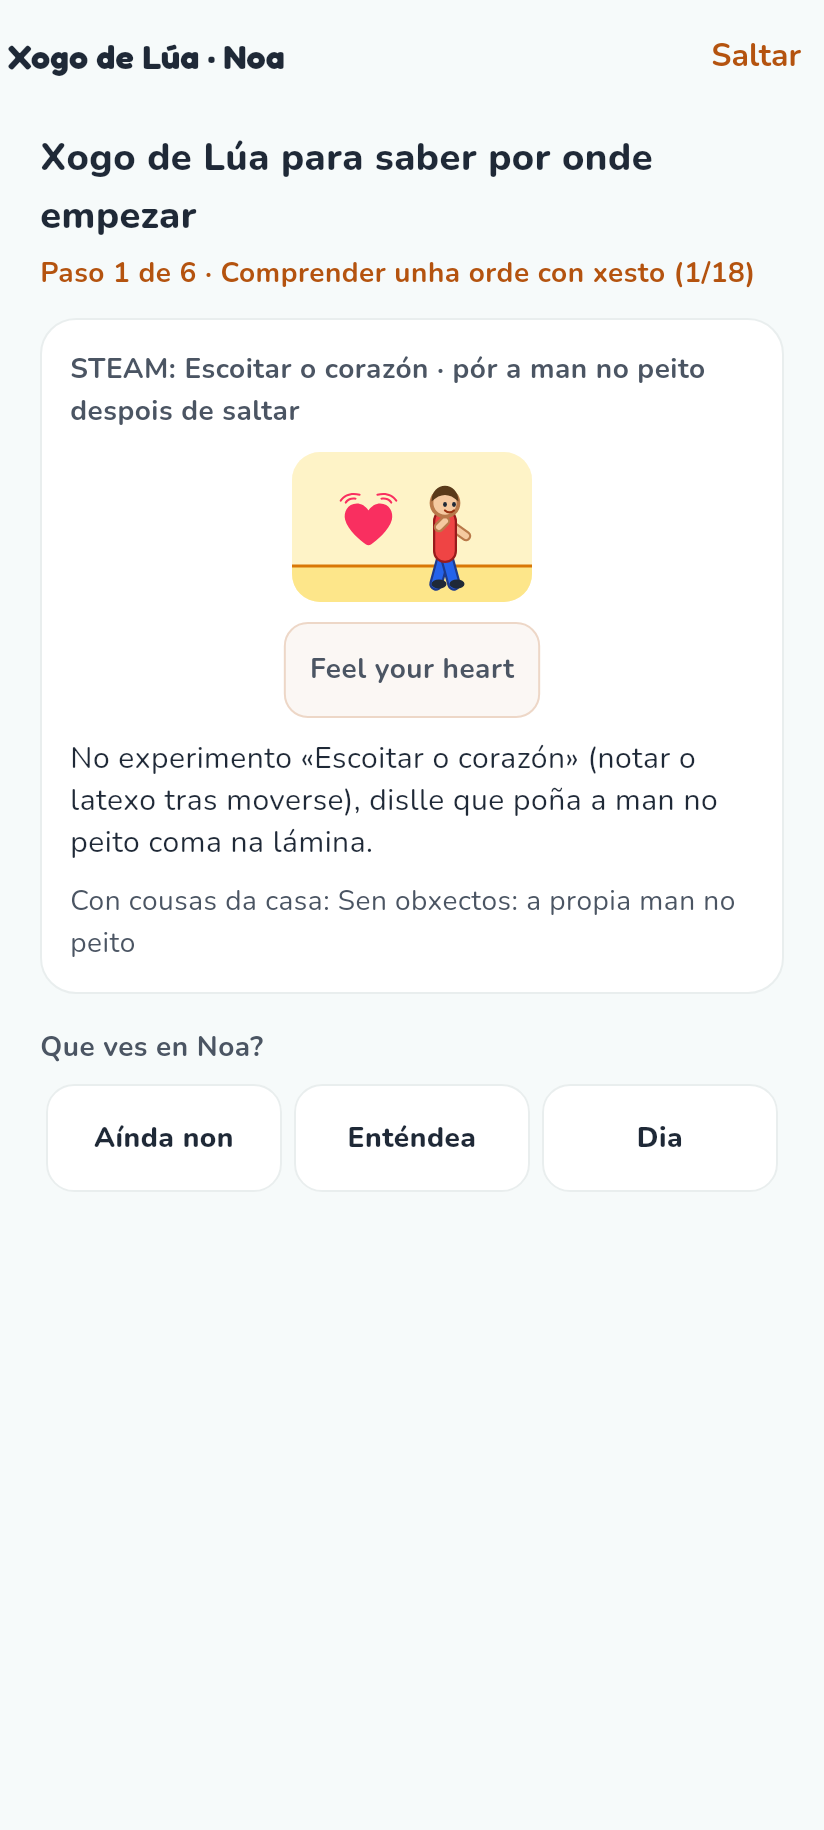 Xogo de Lúa · Noa
Saltar
Xogo de Lúa para saber por onde
empezar
Paso 1 de 6 · Comprender unha orde con xesto (1/18)
STEAM: Escoitar o corazón · pór a man no peito
despois de saltar
Feel your heart
No experimento «Escoitar o corazón» (notar o
latexo tras moverse), dislle que poña a man no
peito coma na lámina.
Con cousas da casa: Sen obxectos: a propia man no
peito
Que ves en Noa?
Aínda non
Enténdea
Dia